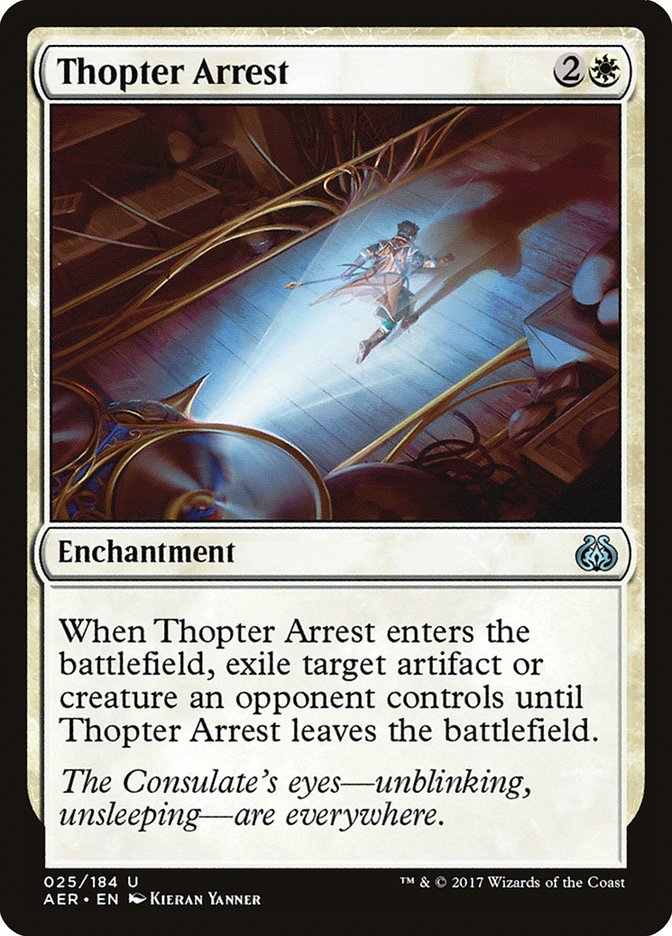 Thopter Arrest 2
Enchantment
When Thopter Arrest enters the
battlefield, exile target artifact or
creature an opponent controls until
Thopter Arrest leaves the battlefield.
The Consulate's eyes—unblinking,
unsleeping—are everywhere.
025/184 U
AER • EN Kieran Yanner
™ & © 2017 Wizards of the Coast